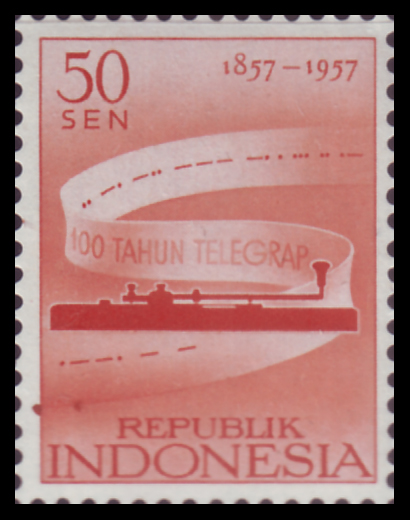 50
SEN
1857-1957
100 TAHUN TELEGRAP
REPUBLIK
INDONESIA